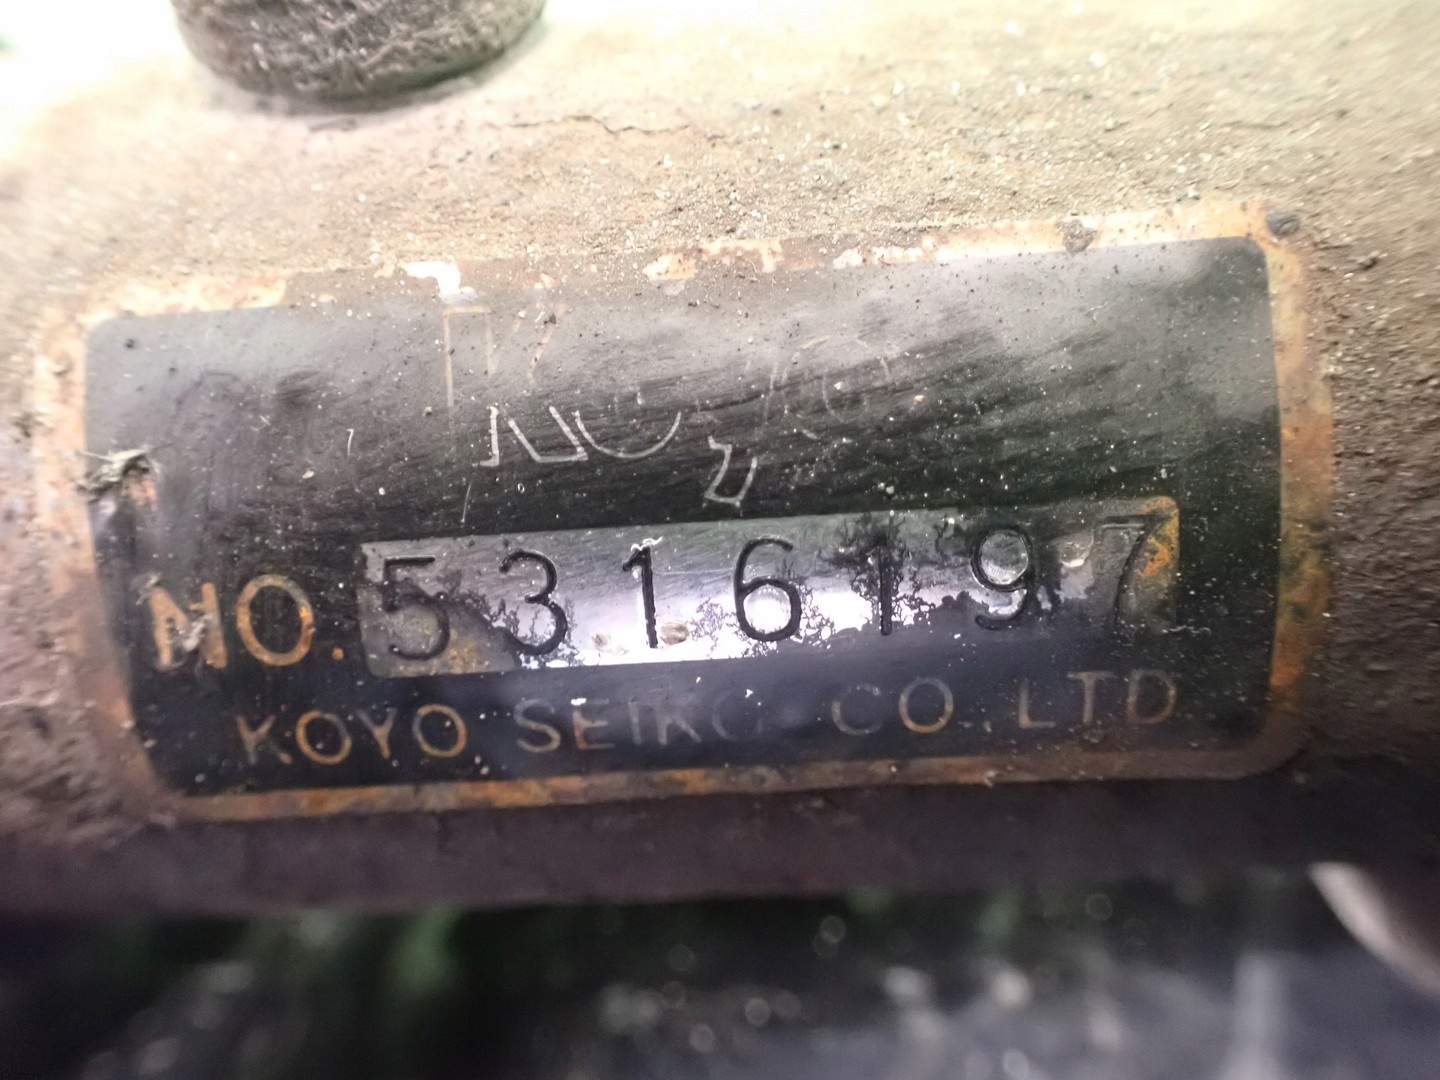 Koyo
NO. 5316197
KOYO SEIKO CO., LTD